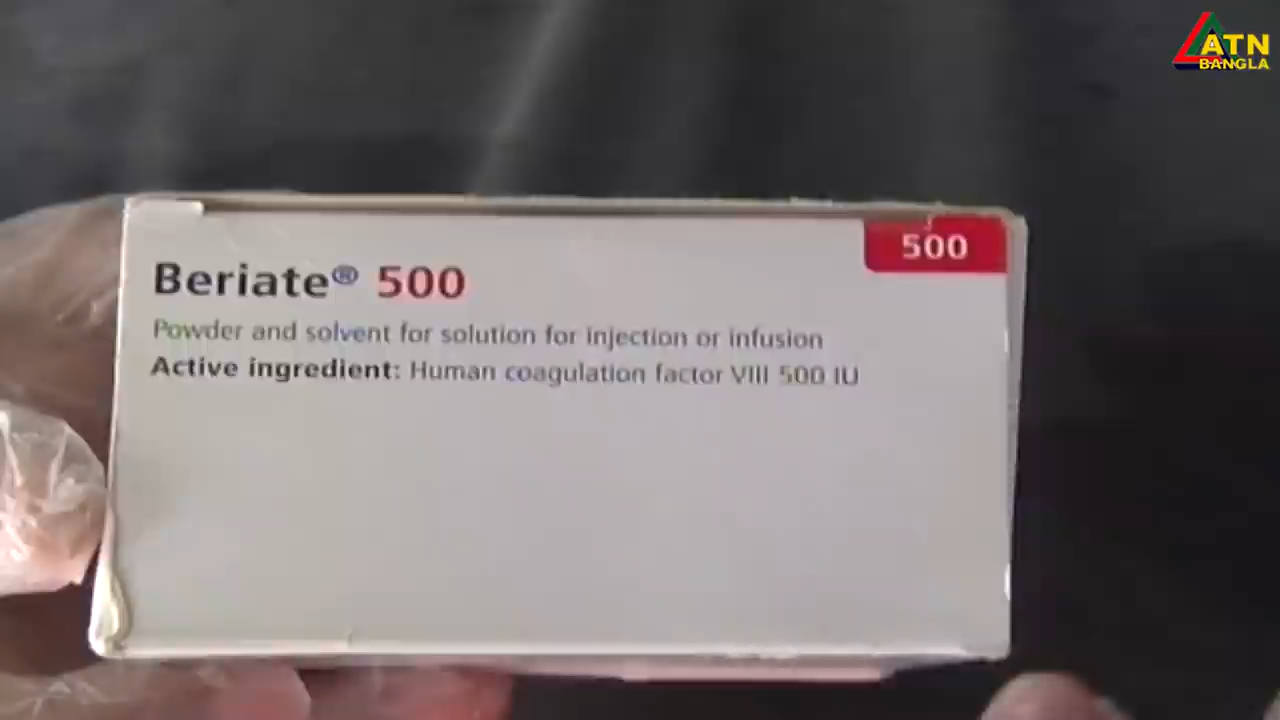 ATN
BANGLA
500
Beriate® 500
Powder and solvent for solution for injection or infusion
Active ingredient: Human coagulation factor VIII 500 IU